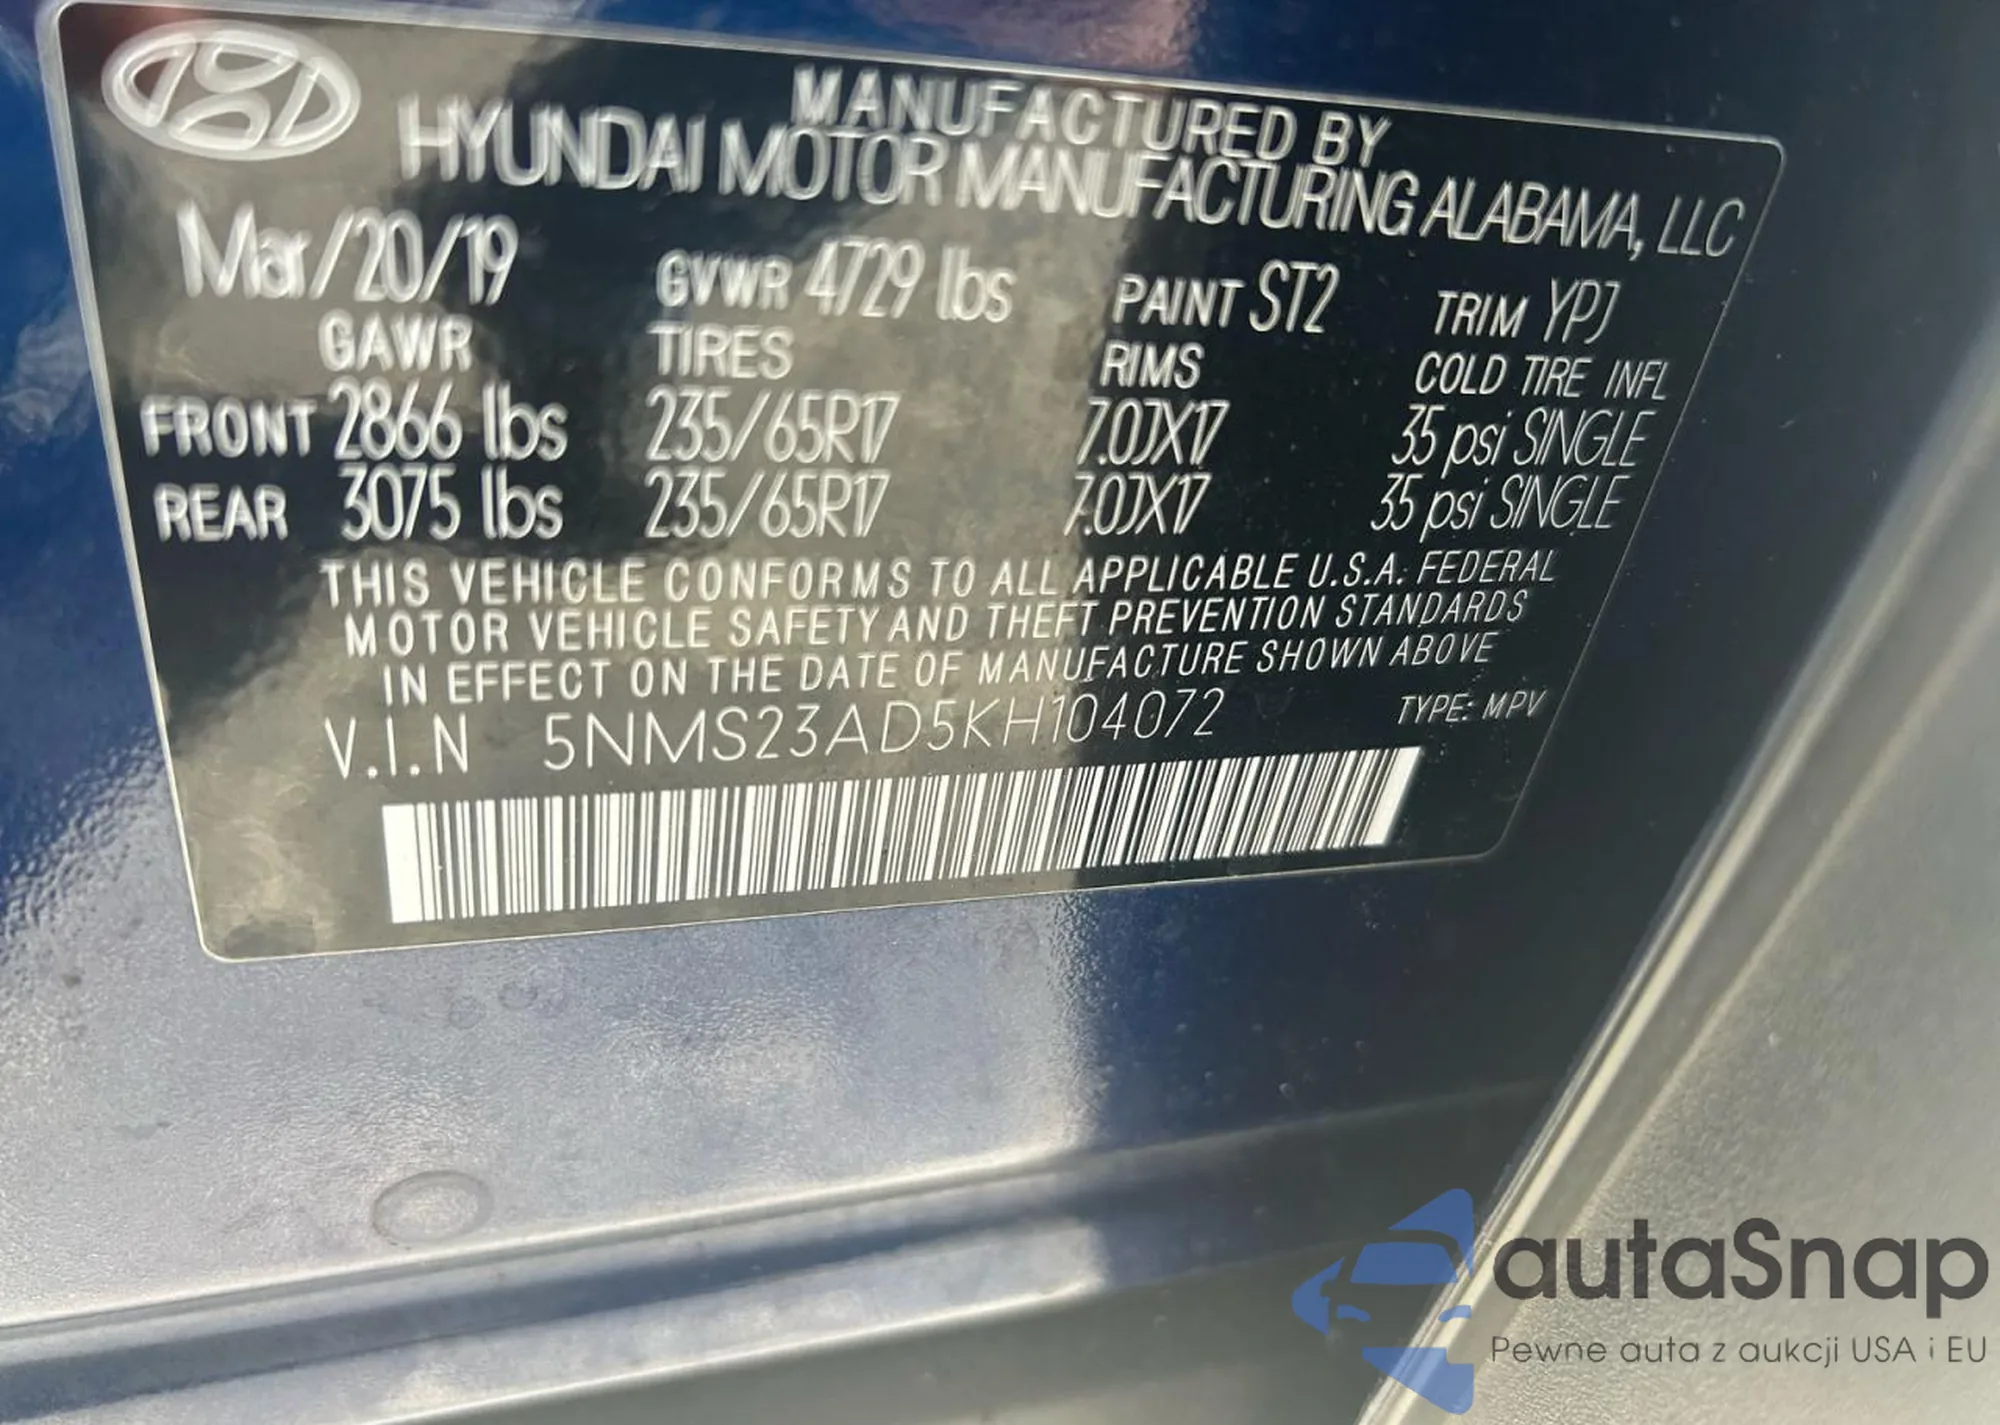 MANUFACTURED BY
HYUNDAI MOTOR MANUFACTURING ALABAMA, LLC
Mar/20/19 GVWR 4729 lbs PAINT ST2 TRIM YPJ
GAWR TIRES RIMS COLD TIRE INFL
FRONT 2866 lbs 235/65R17 7.0JX17 35 psi SINGLE
REAR 3075 lbs 235/65R17 7.0JX17 35 psi SINGLE
THIS VEHICLE CONFORMS TO ALL APPLICABLE U.S.A. FEDERAL
MOTOR VEHICLE SAFETY AND THEFT PREVENTION STANDARDS
IN EFFECT ON THE DATE OF MANUFACTURE SHOWN ABOVE
V.I.N 5NMS23AD5KH104072 TYPE: MPV
autaSnap
Pewne auta z aukcji USA i EU